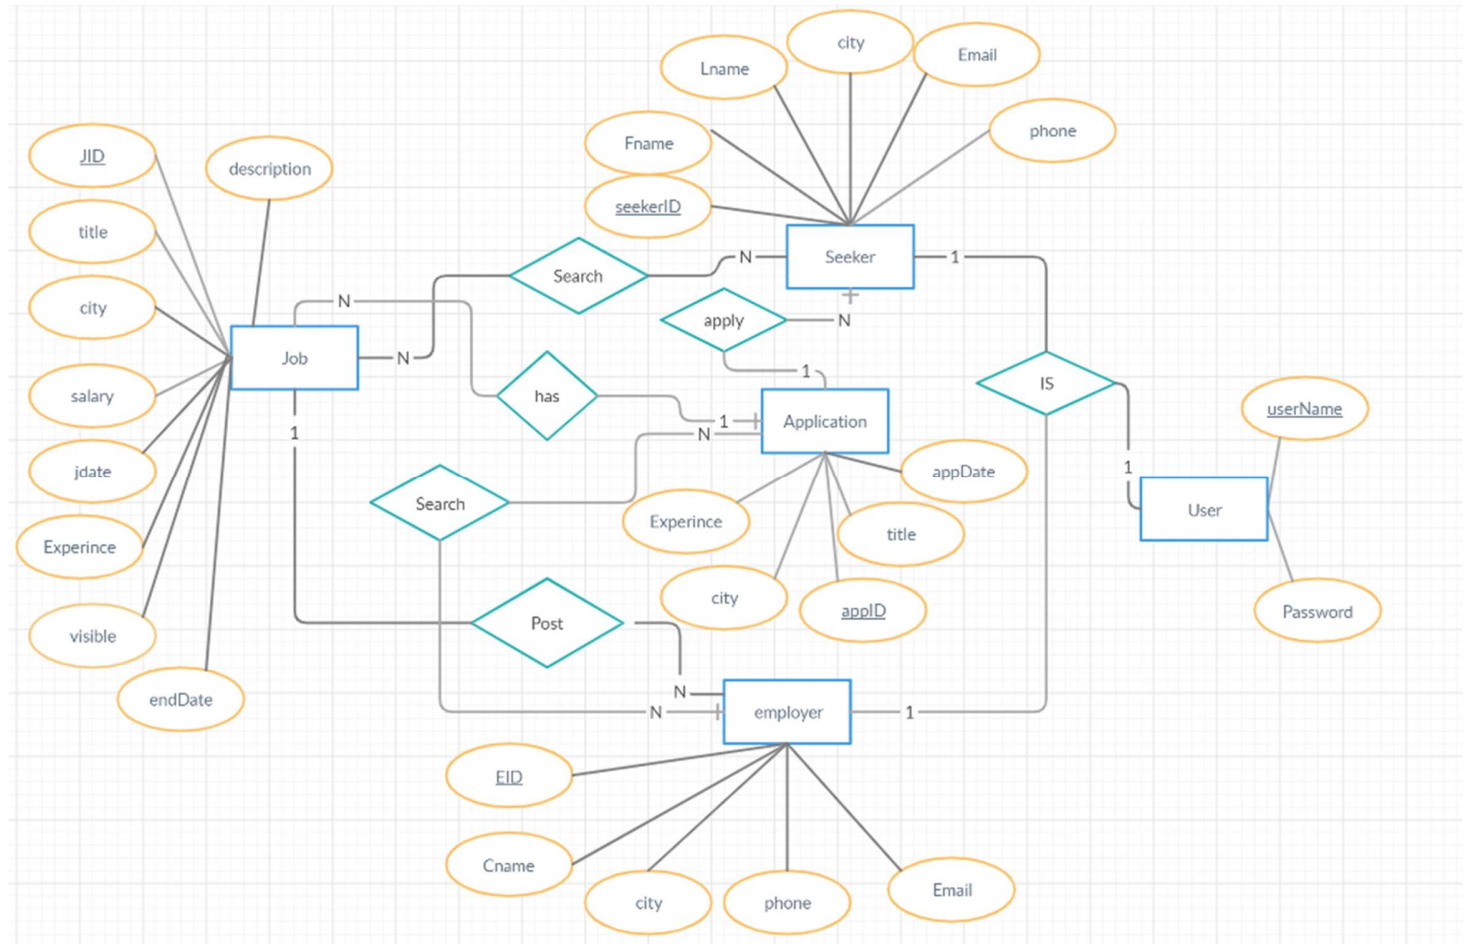 city
Email
Lname
phone
Fname
JID
description
seekerID
title
Seeker
1
N
Search
city
N
apply
N
Job
N
1
IS
salary
has
userName
1
Application
1
N
1
jdate
appDate
Search
User
Experince
title
Experince
city
appID
Password
Post
visible
N
endDate
N
employer
1
EID
Cname
Email
city
phone